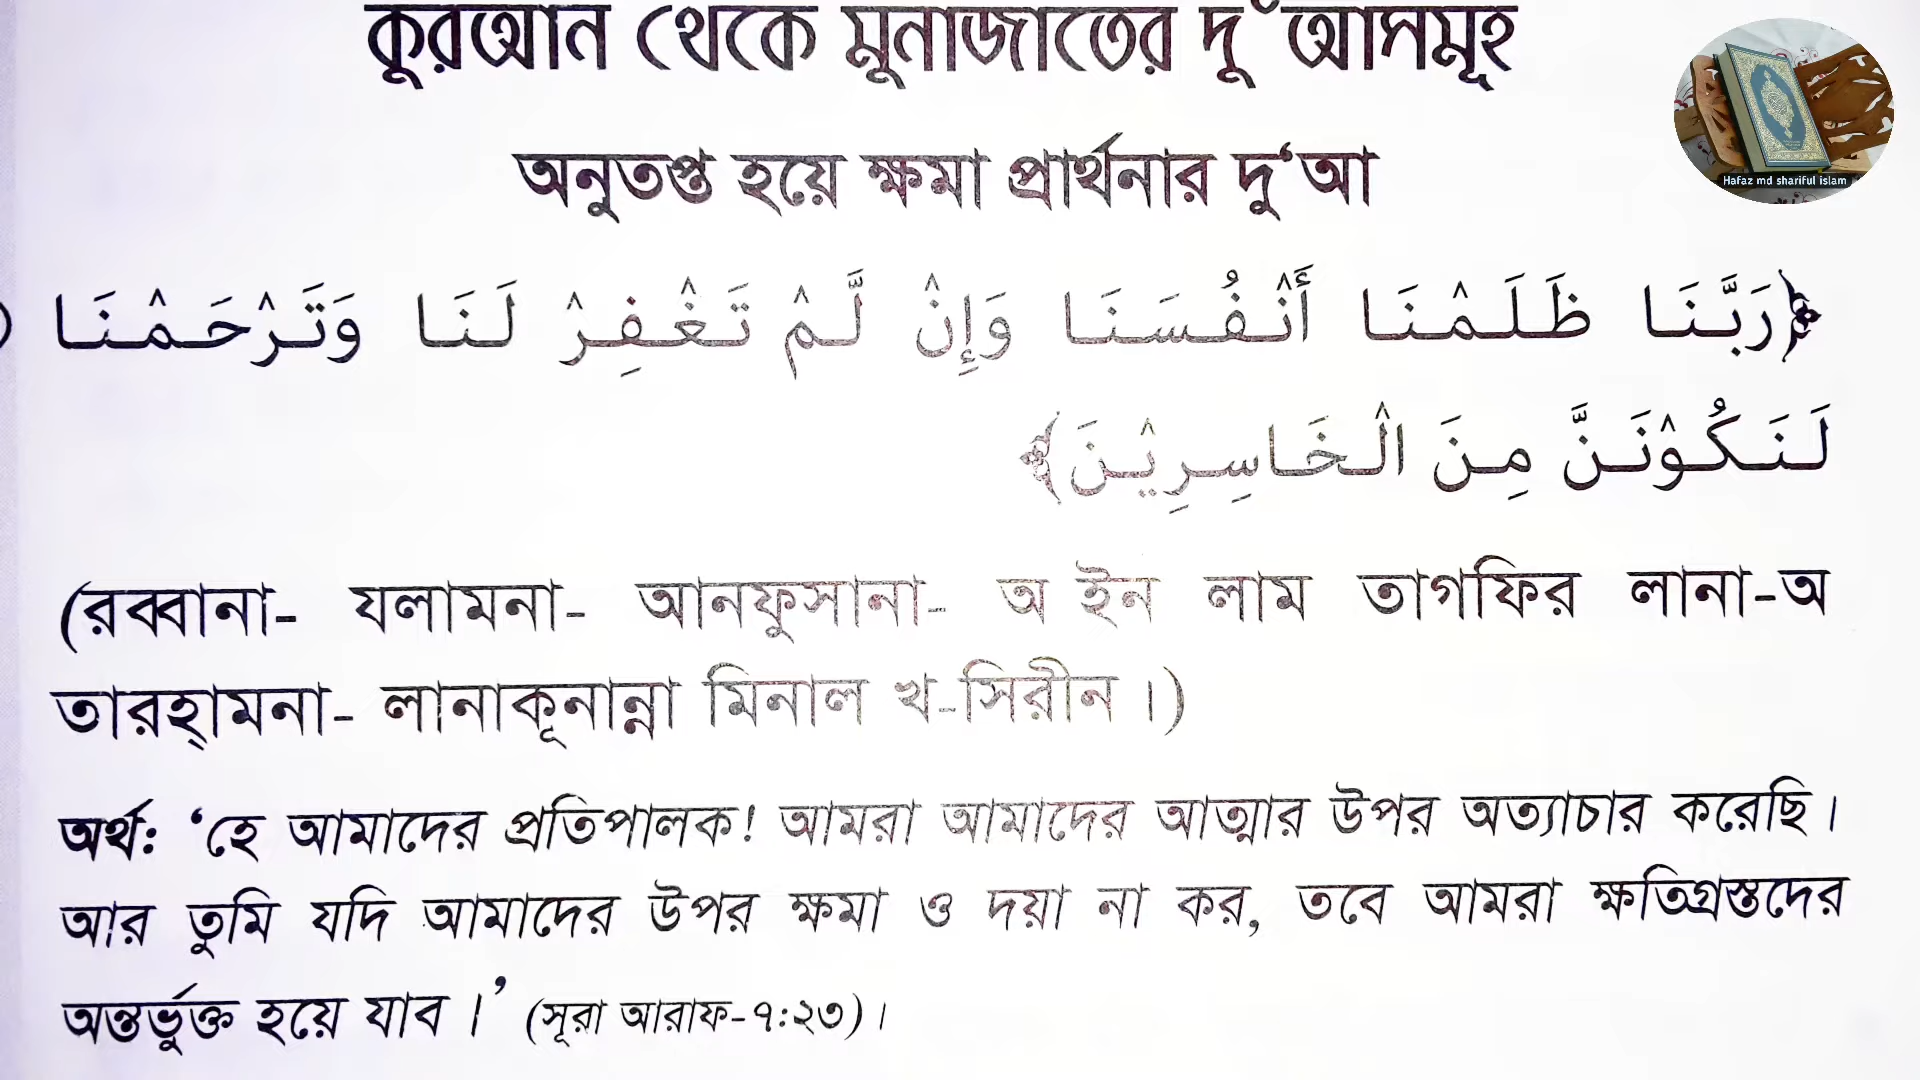 কুরআন থেকে মুনাজাতের দু‘আসমূহ
Hafaz md shariful islam
অনুতপ্ত হয়ে ক্ষমা প্রার্থনার দু‘আ
﴿رَبَّنَا ظَلَمْنَا أَنْفُسَنَا وَإِنْ لَّمْ تَغْفِرْ لَنَا وَتَرْحَمْنَا
لَنَكُوْنَنَّ مِنَ الْخَاسِرِيْنَ﴾
(রব্বানা- যলামনা- আনফুসানা- অ ইন লাম তাগফির লানা-অ
তারহ্ামনা- লানাকূনান্না মিনাল খ-সিরীন।)
অর্থ: ‘হে আমাদের প্রতিপালক! আমরা আমাদের আত্মার উপর অত্যাচার করেছি।
আর তুমি যদি আমাদের উপর ক্ষমা ও দয়া না কর, তবে আমরা ক্ষতিগ্রস্তদের
অন্তর্ভুক্ত হয়ে যাব।’ (সূরা আরাফ-৭:২৩)।